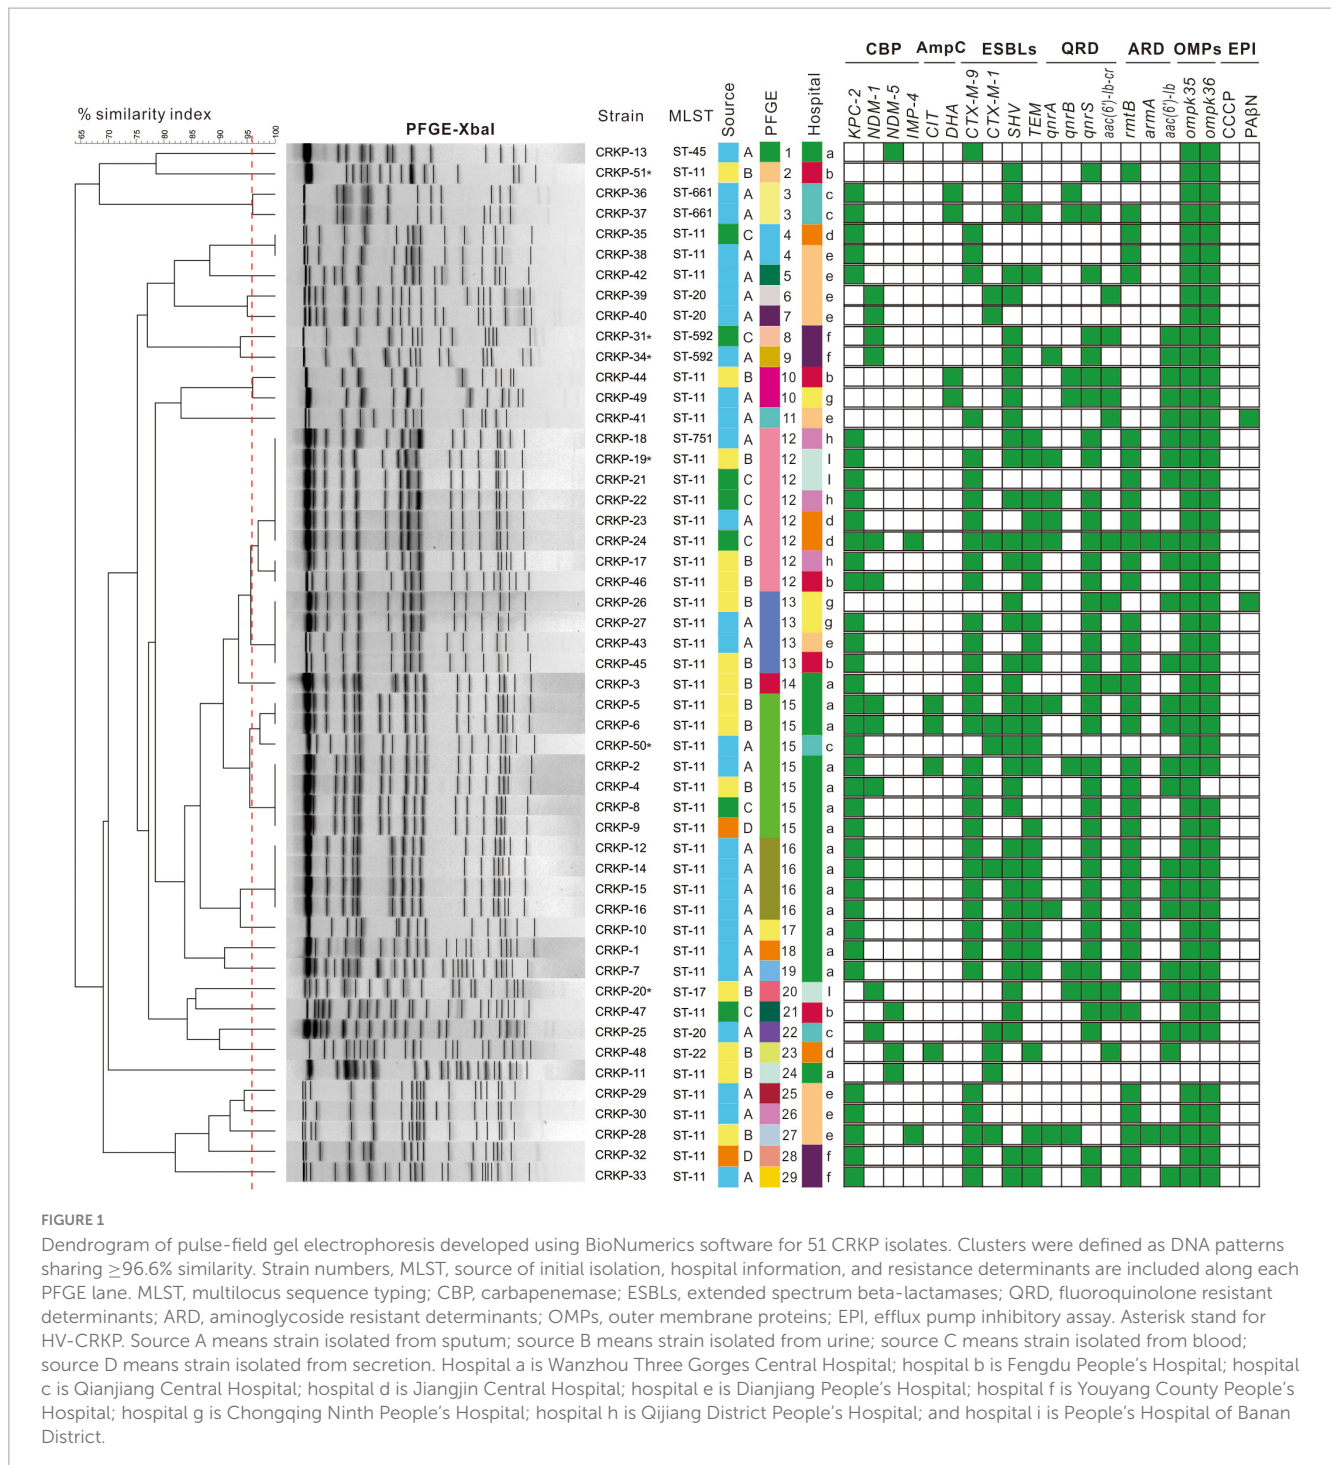 CBP AmpC ESBLs QRD ARD OMPs EPI
% similarity index
65 70 75 80 85 90 95 100
PFGE-XbaI
Strain MLST Source PFGE Hospital KPC-2 NDM-1 NDM-5 IMP-4 CIT DHA CTX-M-9 CTX-M-1 SHV TEM qnrA qnrB qnrS aac(6')-Ib-cr rmtB armA aac(6')-Ib ompk35 ompk36 CCCP PAβN
CRKP-13 ST-45 A 1 a
CRKP-51* ST-11 B 2 b
CRKP-36 ST-661 A 3 c
CRKP-37 ST-661 A 3 c
CRKP-35 ST-11 C 4 d
CRKP-38 ST-11 A 4 e
CRKP-42 ST-11 A 5 e
CRKP-39 ST-20 A 6 e
CRKP-40 ST-20 A 7 e
CRKP-31* ST-592 C 8 f
CRKP-34* ST-592 A 9 f
CRKP-44 ST-11 B 10 b
CRKP-49 ST-11 A 10 g
CRKP-41 ST-11 A 11 e
CRKP-18 ST-751 A 12 h
CRKP-19* ST-11 B 12 I
CRKP-21 ST-11 C 12 I
CRKP-22 ST-11 C 12 h
CRKP-23 ST-11 A 12 d
CRKP-24 ST-11 C 12 d
CRKP-17 ST-11 B 12 h
CRKP-46 ST-11 B 12 b
CRKP-26 ST-11 B 13 g
CRKP-27 ST-11 A 13 g
CRKP-43 ST-11 A 13 e
CRKP-45 ST-11 B 13 b
CRKP-3 ST-11 B 14 a
CRKP-5 ST-11 B 15 a
CRKP-6 ST-11 B 15 a
CRKP-50* ST-11 A 15 c
CRKP-2 ST-11 A 15 a
CRKP-4 ST-11 B 15 a
CRKP-8 ST-11 C 15 a
CRKP-9 ST-11 D 15 a
CRKP-12 ST-11 A 16 a
CRKP-14 ST-11 A 16 a
CRKP-15 ST-11 A 16 a
CRKP-16 ST-11 A 16 a
CRKP-10 ST-11 A 17 a
CRKP-1 ST-11 A 18 a
CRKP-7 ST-11 A 19 a
CRKP-20* ST-17 B 20 I
CRKP-47 ST-11 C 21 b
CRKP-25 ST-20 A 22 c
CRKP-48 ST-22 B 23 d
CRKP-11 ST-11 B 24 a
CRKP-29 ST-11 A 25 e
CRKP-30 ST-11 A 26 e
CRKP-28 ST-11 B 27 e
CRKP-32 ST-11 D 28 f
CRKP-33 ST-11 A 29 f
FIGURE 1
Dendrogram of pulse-field gel electrophoresis developed using BioNumerics software for 51 CRKP isolates. Clusters were defined as DNA patterns
sharing ≥96.6% similarity. Strain numbers, MLST, source of initial isolation, hospital information, and resistance determinants are included along each
PFGE lane. MLST, multilocus sequence typing; CBP, carbapenemase; ESBLs, extended spectrum beta-lactamases; QRD, fluoroquinolone resistant
determinants; ARD, aminoglycoside resistant determinants; OMPs, outer membrane proteins; EPI, efflux pump inhibitory assay. Asterisk stand for
HV-CRKP. Source A means strain isolated from sputum; source B means strain isolated from urine; source C means strain isolated from blood;
source D means strain isolated from secretion. Hospital a is Wanzhou Three Gorges Central Hospital; hospital b is Fengdu People's Hospital; hospital
c is Qianjiang Central Hospital; hospital d is Jiangjin Central Hospital; hospital e is Dianjiang People's Hospital; hospital f is Youyang County People's
Hospital; hospital g is Chongqing Ninth People's Hospital; hospital h is Qijiang District People's Hospital; and hospital i is People's Hospital of Banan
District.